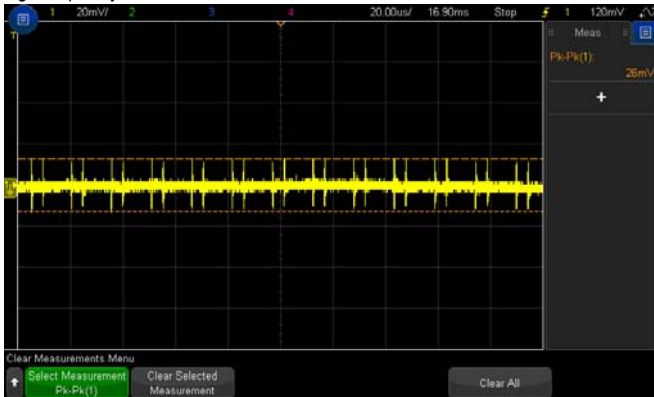 1 20mV/ 2 3 4 20.00us/ 16.90ms Stop 1 120mV
T
Meas
Pk-Pk(1):
26mV
+
Clear Measurements Menu
Select Measurement Clear Selected Clear All
Pk-Pk(1) Measurement